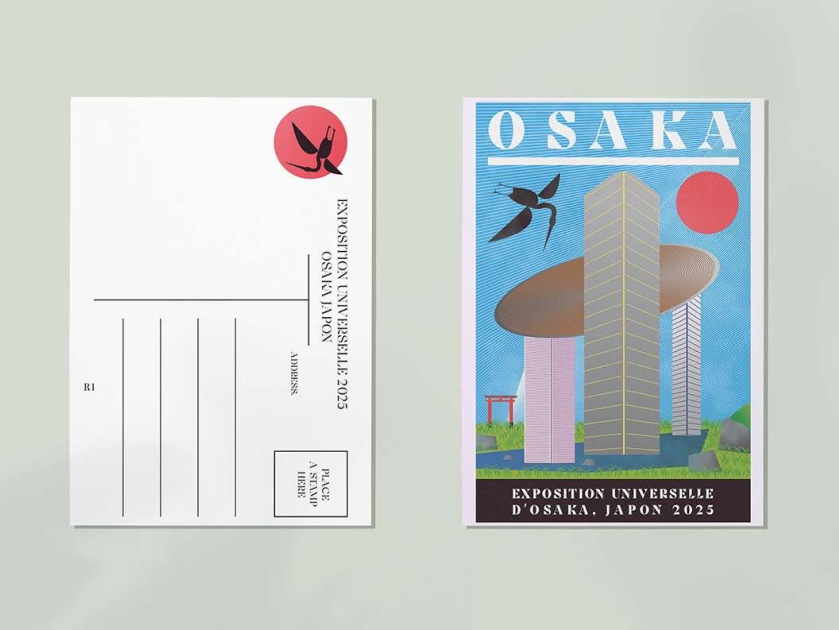 EXPOSITION UNIVERSELLE 2025
OSAKA JAPON
ADDRESS.
R1
PLACE
A STAMP
HERE
OSAKA
EXPOSITION UNIVERSELLE
D'OSAKA, JAPON 2025